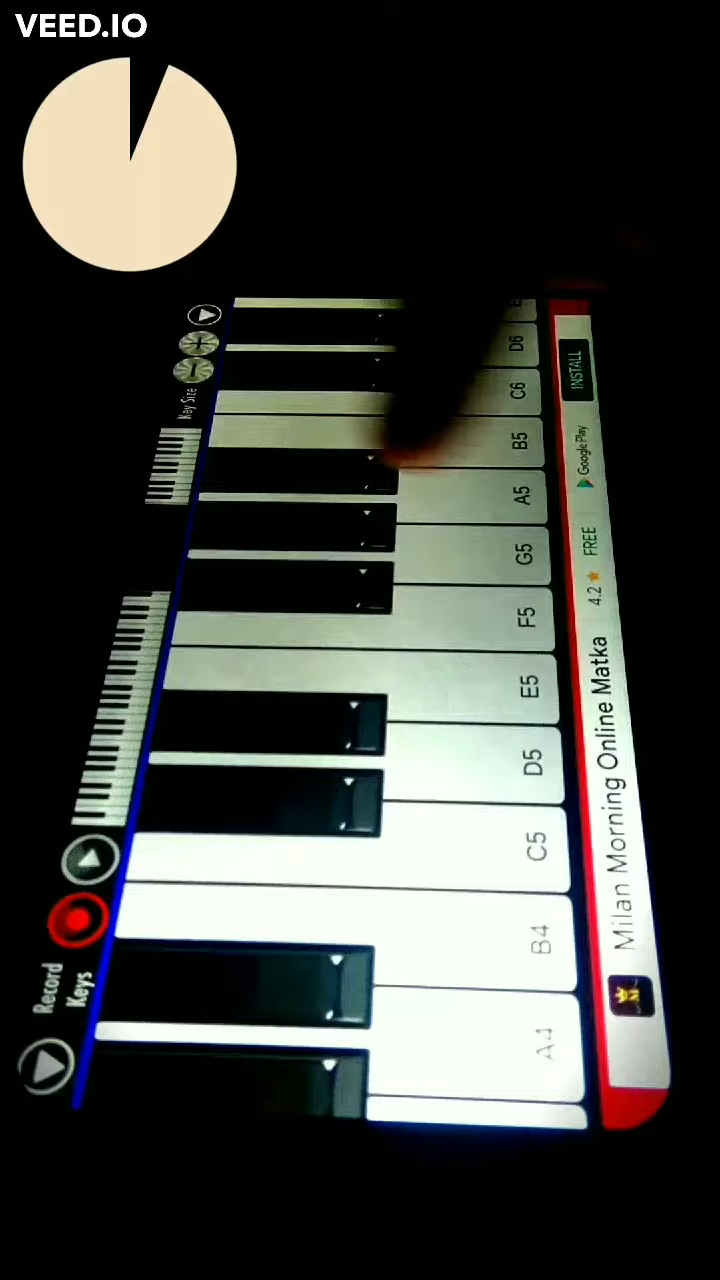 VEED.IO
Record
Keys
Key Size
A4
B4
C5
D5
E5
F5
G5
A5
B5
C6
D6
Milan Morning Online Matka
4.2 ★ FREE
Google Play
INSTALL